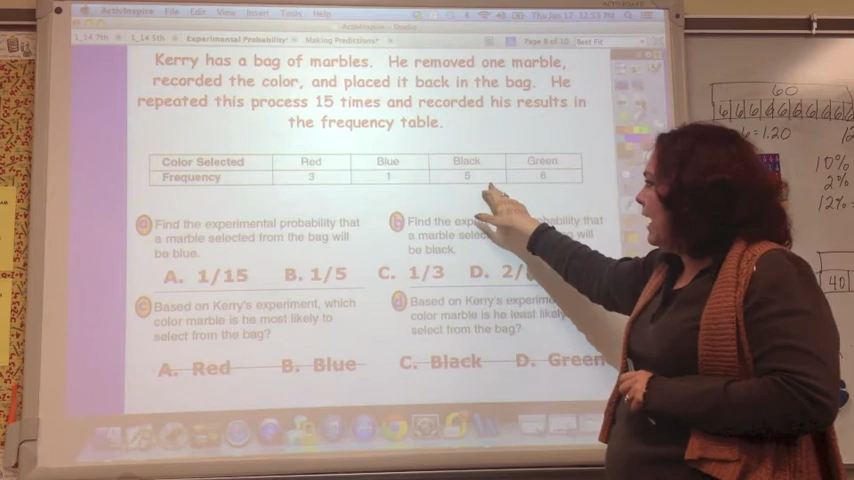 ActivInspire File Edit View Insert Tools Help Thu Jan 17 12:15 PM
ActivInspire - Studio
1_14 7th 1_14 5th Experimental Probability* Making Predictions* Page 8 of 10 Best Fit
Kerry has a bag of marbles. He removed one marble,
recorded the color, and placed it back in the bag. He
repeated this process 15 times and recorded his results in
the frequency table.
Color Selected Red Blue Black Green
Frequency 3 1 5 6
a Find the experimental probability that
a marble selected from the bag will
be blue.
b Find the bability that
a marble will
be black.
A. 1/15 B. 1/5 C. 1/3 D. 2/
c Based on Kerry's experiment, which
color marble is he most likely to
select from the bag?
d Based on Kerry's
color marble is he least likely
select from the bag?
A. Red B. Blue C. Black D. Green
60
6 6 6 6 6 6 6 6
= 1.20
10%
2%
12%
40